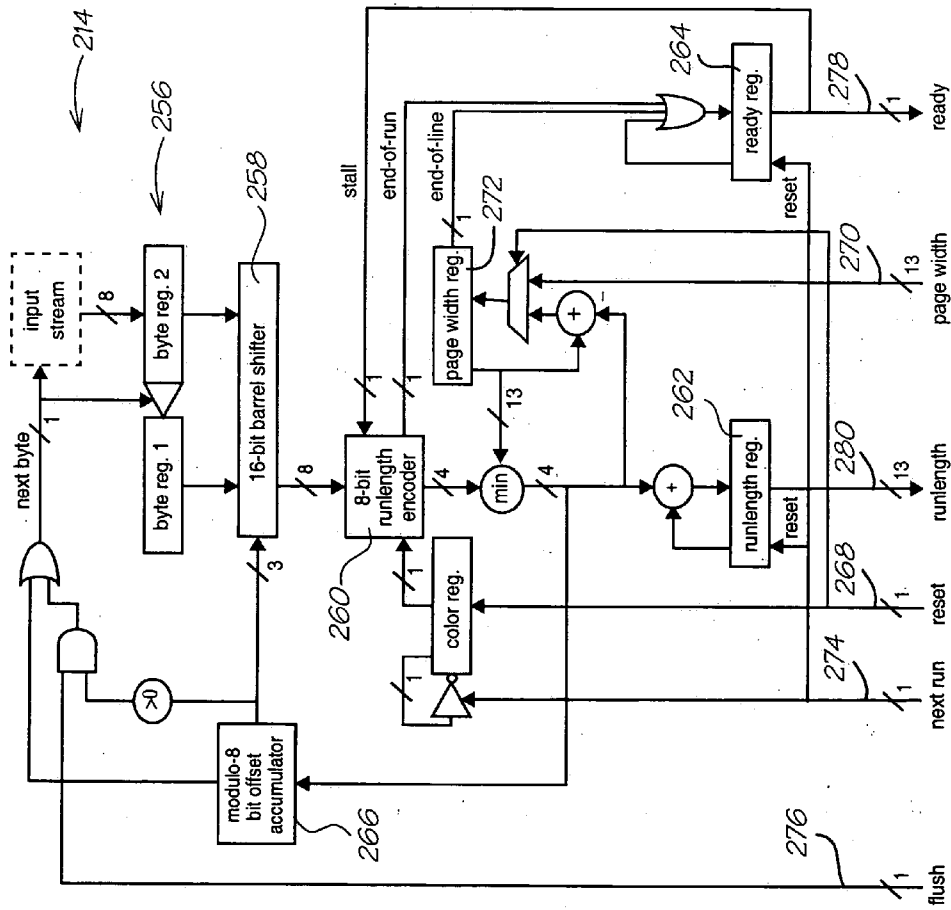 214
256
input
stream
next byte
1
8
byte reg. 1
byte reg. 2
258
16-bit barrel shifter
3
8
>0
modulo-8
bit offset
accumulator
266
stall
1
end-of-run
1
end-of-line
1
260
8-bit
runlength
encoder
4
min
4
13
272
page width reg.
+
−
264
ready reg.
reset
color reg.
1
1
+
262
runlength reg.
reset
276
1
flush
274
1
next run
268
1
reset
280
13
runlength
270
13
page width
278
1
ready